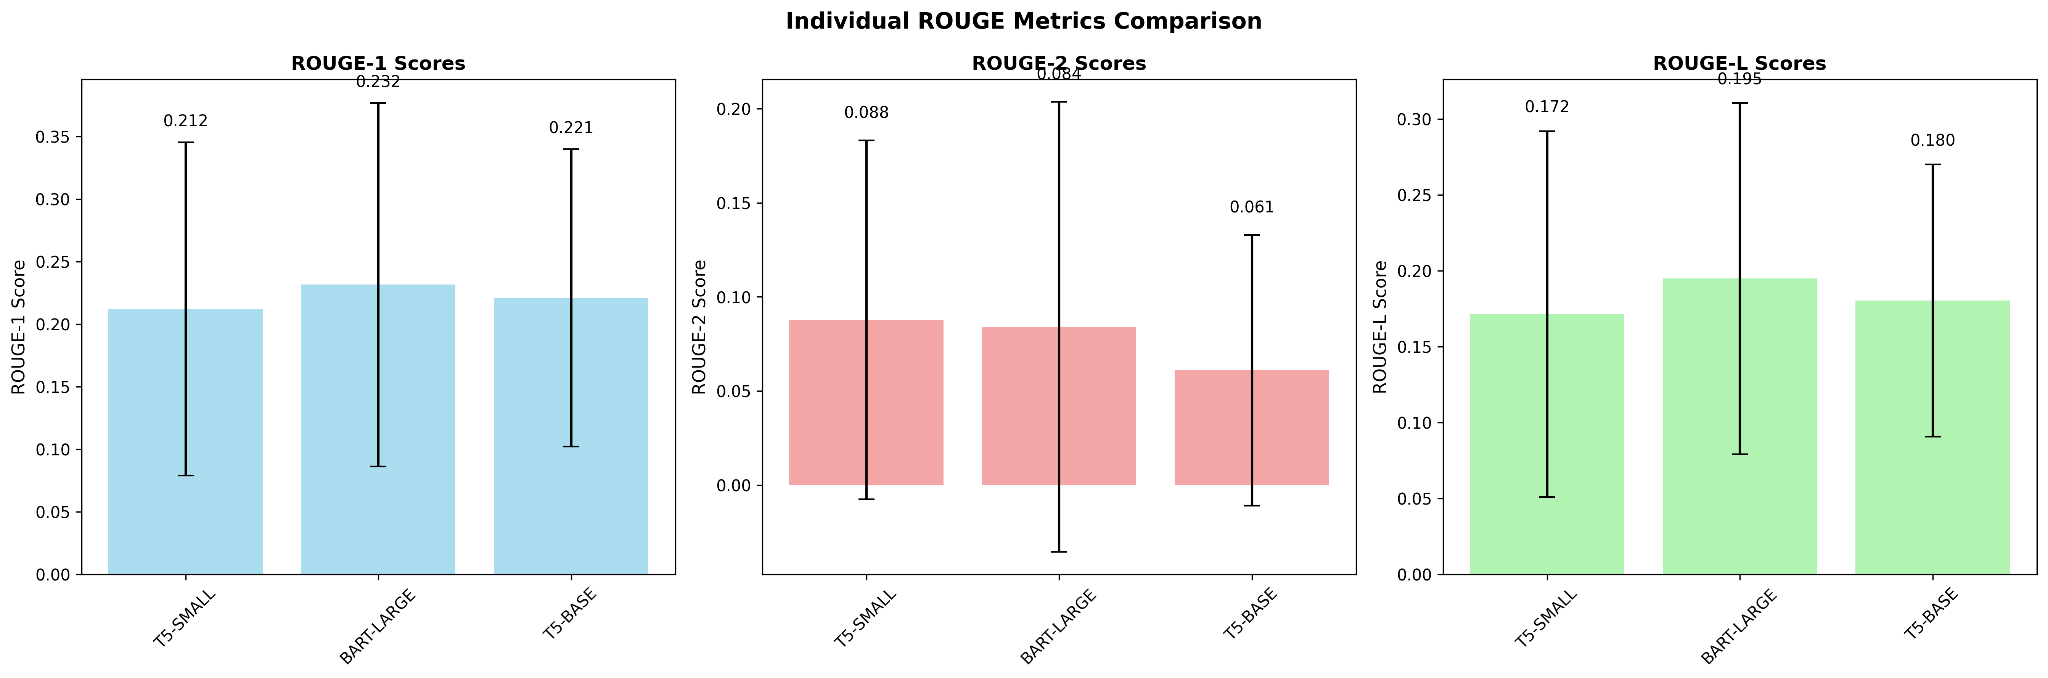 Individual ROUGE Metrics Comparison
ROUGE-1 Scores
ROUGE-1 Score
0.35
0.30
0.25
0.20
0.15
0.10
0.05
0.00
0.212
0.232
0.221
T5-SMALL
BART-LARGE
T5-BASE
ROUGE-2 Scores
ROUGE-2 Score
0.20
0.15
0.10
0.05
0.00
0.088
0.084
0.061
T5-SMALL
BART-LARGE
T5-BASE
ROUGE-L Scores
ROUGE-L Score
0.30
0.25
0.20
0.15
0.10
0.05
0.00
0.172
0.195
0.180
T5-SMALL
BART-LARGE
T5-BASE